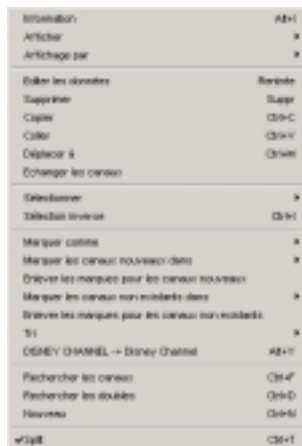 Information Alt+I
Afficher
Affichage par
Editer les données Rentrée
Supprimer Suppr
Copier Ctrl+C
Coller Ctrl+V
Déplacer à Ctrl+M
Echanger les canaux
Sélectionner
Sélection inverse Ctrl+I
Marquer comme
Marquer les canaux nouveaux dans
Enlever les marques pour les canaux nouveaux
Marquer les canaux non existants dans
Enlever les marques pour les canaux non existants
Tri
DISNEY CHANNEL -> Disney Channel Alt+Y
Rechercher les canaux Ctrl+F
Rechercher les doubles Ctrl+D
Nouveau Ctrl+N
Split Ctrl+T